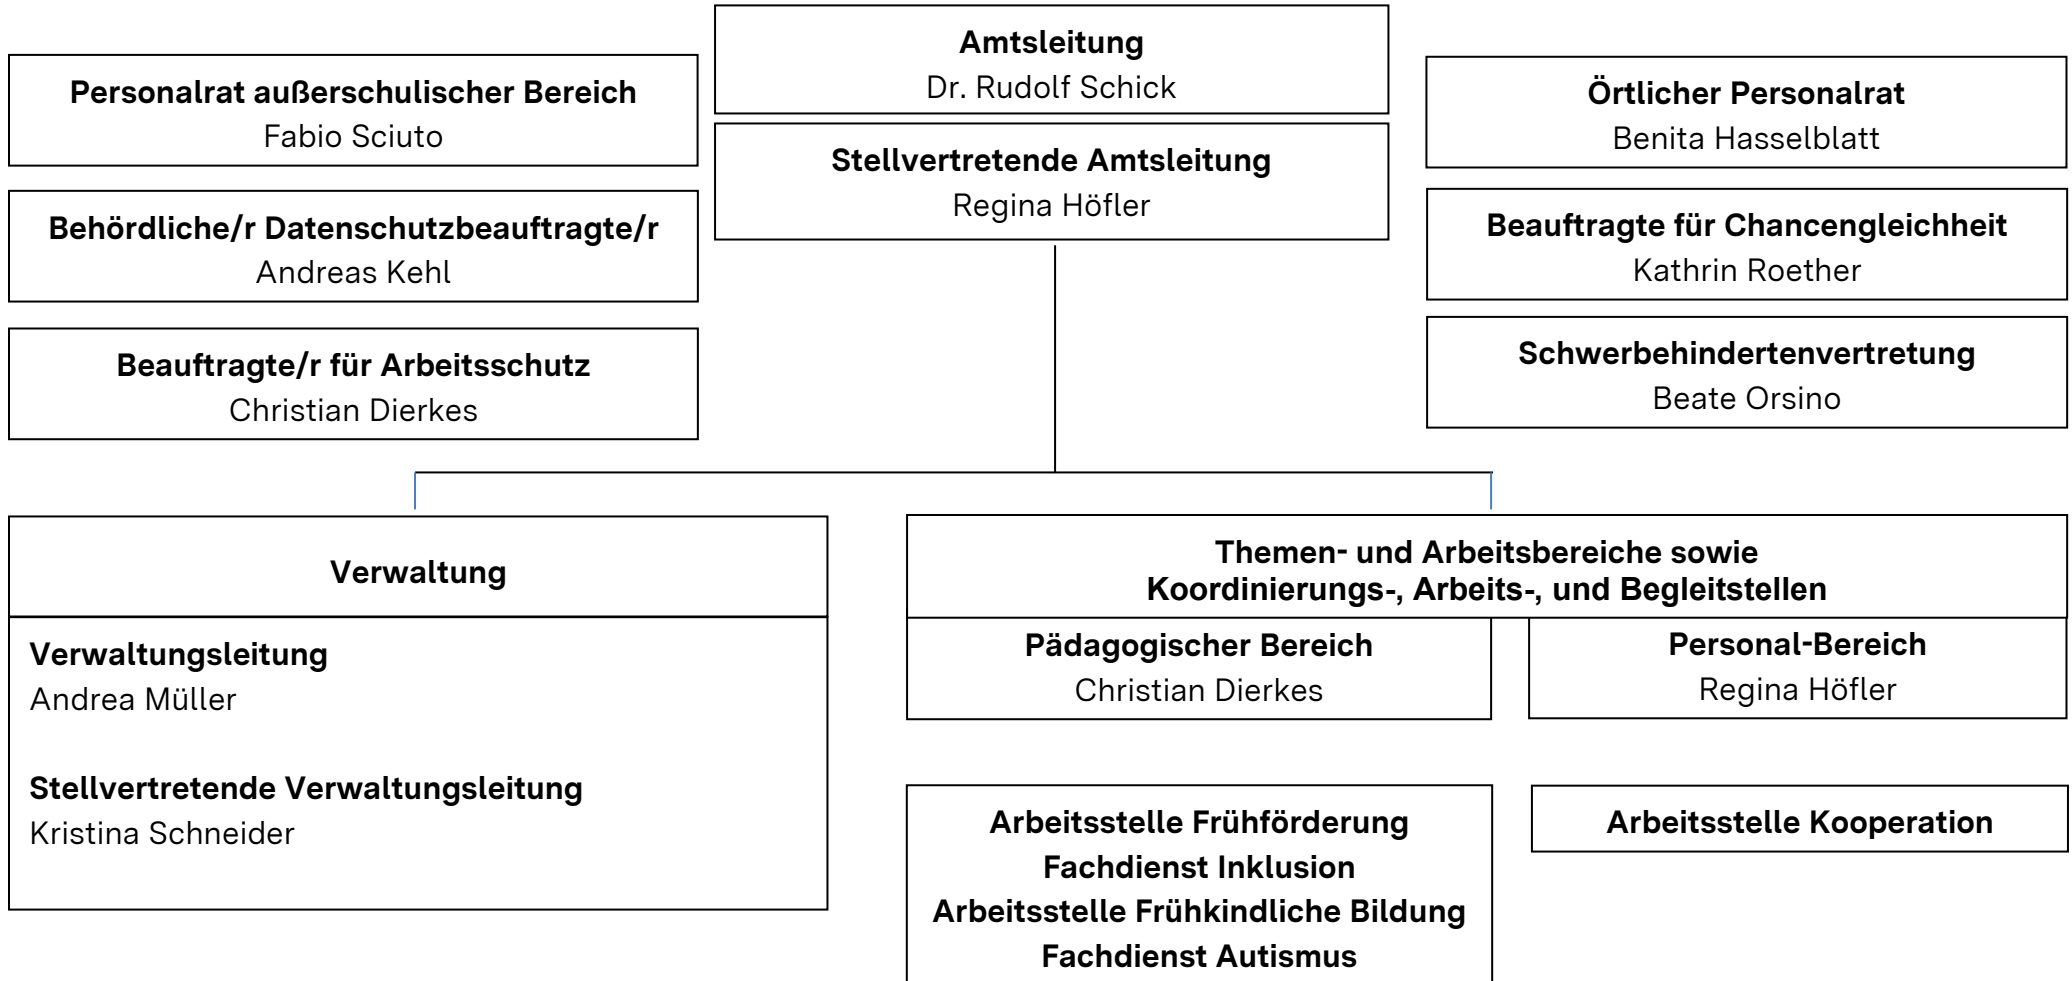 Amtsleitung
Dr. Rudolf Schick
Stellvertretende Amtsleitung
Regina Höfler
Personalrat außerschulischer Bereich
Fabio Sciuto
Behördliche/r Datenschutzbeauftragte/r
Andreas Kehl
Beauftragte/r für Arbeitsschutz
Christian Dierkes
Örtlicher Personalrat
Benita Hasselblatt
Beauftragte für Chancengleichheit
Kathrin Roether
Schwerbehindertenvertretung
Beate Orsino
Verwaltung
Verwaltungsleitung
Andrea Müller
Stellvertretende Verwaltungsleitung
Kristina Schneider
Themen- und Arbeitsbereiche sowie
Koordinierungs-, Arbeits-, und Begleitstellen
Pädagogischer Bereich
Christian Dierkes
Personal-Bereich
Regina Höfler
Arbeitsstelle Frühförderung
Fachdienst Inklusion
Arbeitsstelle Frühkindliche Bildung
Fachdienst Autismus
Arbeitsstelle Kooperation